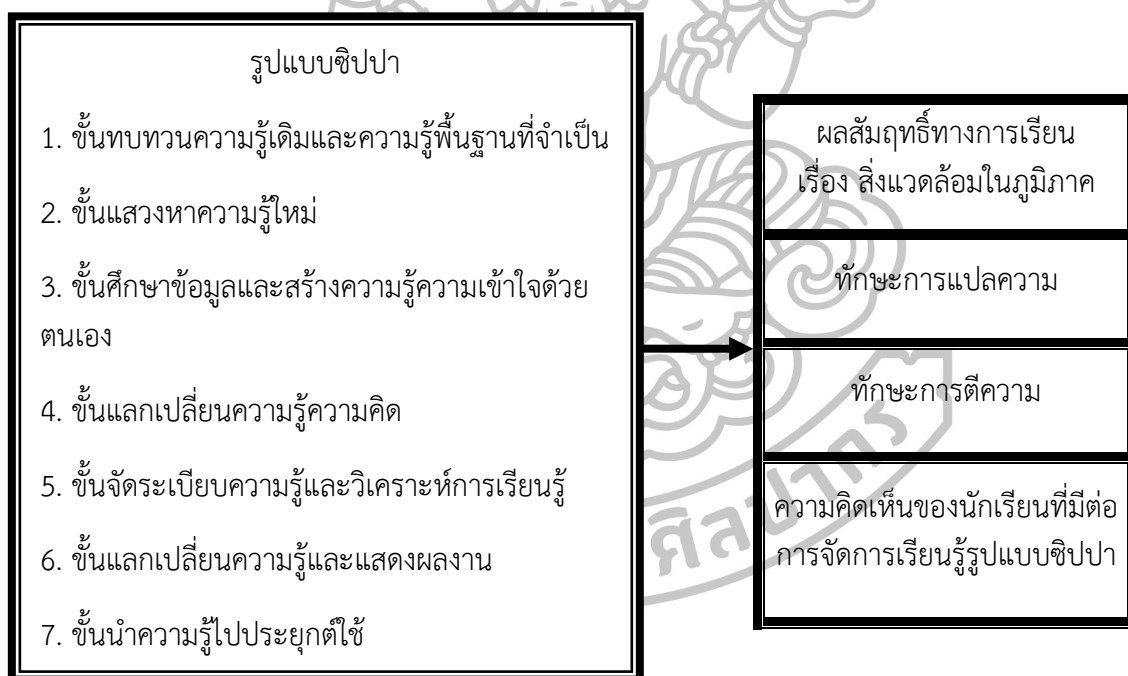 รูปแบบซิปปา
1. ขั้นทบทวนความรู้เดิมและความรู้พื้นฐานที่จำเป็น
2. ขั้นแสวงหาความรู้ใหม่
3. ขั้นศึกษาข้อมูลและสร้างความรู้ความเข้าใจด้วย
ตนเอง
4. ขั้นแลกเปลี่ยนความรู้ความคิด
5. ขั้นจัดระเบียบความรู้และวิเคราะห์การเรียนรู้
6. ขั้นแลกเปลี่ยนความรู้และแสดงผลงาน
7. ขั้นนำความรู้ไปประยุกต์ใช้
ผลสัมฤทธิ์ทางการเรียน
เรื่อง สิ่งแวดล้อมในภูมิภาค
ทักษะการแปลความ
ทักษะการตีความ
ความคิดเห็นของนักเรียนที่มีต่อ
การจัดการเรียนรู้รูปแบบซิปปา
ศิลปากร